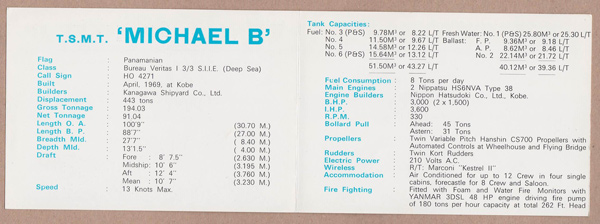 T.S.M.T. 'MICHAEL B'
Flag : Panamanian
Class : Bureau Veritas I 3/3 S.I.I.E. (Deep Sea)
Call Sign : HO 4271
Built : April, 1969, at Kobe
Builders : Kanagawa Shipyard Co., Ltd.
Displacement : 443 tons
Gross Tonnage : 194.03
Net Tonnage : 91.04
Length O. A. : 100'9" (30.70 M.)
Length B. P. : 88'7" (27.00 M.)
Breadth Mld. : 27'7" ( 8.40 M.)
Depth Mld. : 13'1.5" ( 4.00 M.)
Draft : Fore : 8' 7.5" (2.630 M.)
Midship: 10' 6" (3.195 M.)
Aft : 12' 4" (3.760 M.)
Mean : 10' 7" (3.230 M.)
Speed : 13 Knots Max.
Tank Capacities:
Fuel: No. 3 (P&S) 9.78M³ or 8.22 L/T Fresh Water: No. 1 (P&S) 25.80M³ or 25.30 L/T
No. 4 11.50M³ or 9.67 L/T Ballast: F. P. 9.36M³ or 9.18 L/T
No. 5 14.58M³ or 12.26 L/T A. P. 8.62M³ or 8.46 L/T
No. 6 (P&S) 15.64M³ or 13.12 L/T No. 2 22.14M³ or 21.72 L/T
51.50M³ or 43.27 L/T 40.12M³ or 39.36 L/T
Fuel Consumption : 8 Tons per day
Main Engines : 2 Nippatsu HS6NVA Type 38
Engine Builders : Nippon Hatsudoki Co., Ltd., Kobe.
B.H.P. : 3,000 (2 x 1,500)
I.H.P. : 3,600
R.P.M. : 330
Bollard Pull : Ahead: 45 Tons
Astern: 31 Tons
Propellers : Twin Variable Pitch Hanshin CS700 Propellers with
Automated Controls at Wheelhouse and Flying Bridge
Rudders : Twin Kort Rudders
Electric Power : 210 Volts A.C.
Wireless : R/T: Marconi "Kestrel II"
Accommodation : Air Conditioned for up to 12 Crew in four single
cabins, forecastle for 8 Crew and Saloon.
Fire Fighting : Fitted with Foam and Water Fire Monitors with
YANMAR 3DSL 48 HP engine driving fire pump
of 180 tons per hour capacity at total 262 Ft. Head